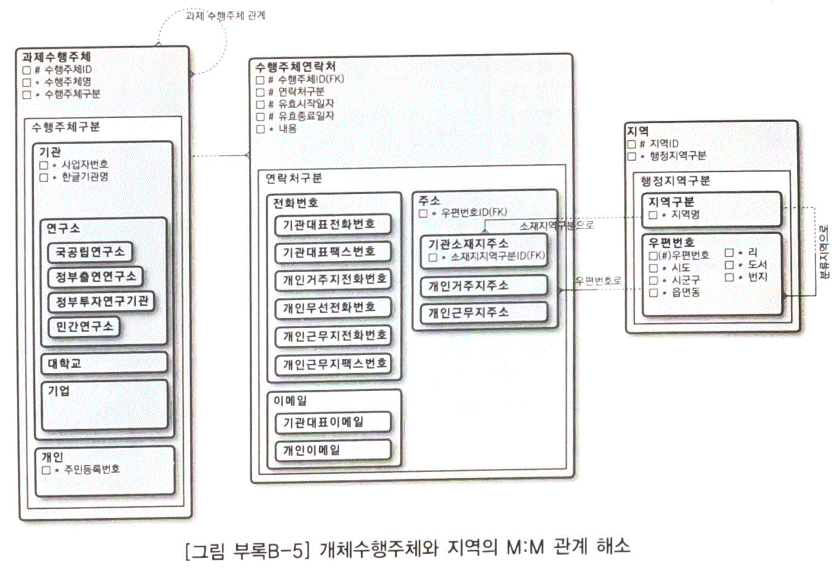 과제 수행주체 관계
과제수행주체
□ # 수행주체ID
□ * 수행주체명
□ * 수행주체구분
수행주체구분
기관
□ * 사업자번호
□ * 한글기관명
연구소
국공립연구소
정부출연연구소
정부투자연구기관
민간연구소
대학교
기업
개인
□ * 주민등록번호
수행주체연락처
□ # 수행주체ID(FK)
□ # 연락처구분
□ # 유효시작일자
□ # 유효종료일자
□ * 내용
연락처구분
전화번호
기관대표전화번호
기관대표팩스번호
개인거주지전화번호
개인무선전화번호
개인근무지전화번호
개인근무지팩스번호
이메일
기관대표이메일
개인이메일
주소
□ * 우편번호ID(FK)
소재지역구분으로
기관소재지주소
□ * 소재지지역구분ID(FK)
개인거주지주소
개인근무지주소
우편번호로
지역
□ # 지역ID
□ * 행정지역구분
행정지역구분
지역구분
□ * 지역명
우편번호
□(#)우편번호
□ * 시도
□ * 시군구
□ * 읍면동
□ * 리
□ * 도서
□ * 번지
분류지역으로
[그림 부록B-5] 개체수행주체와 지역의 M:M 관계 해소